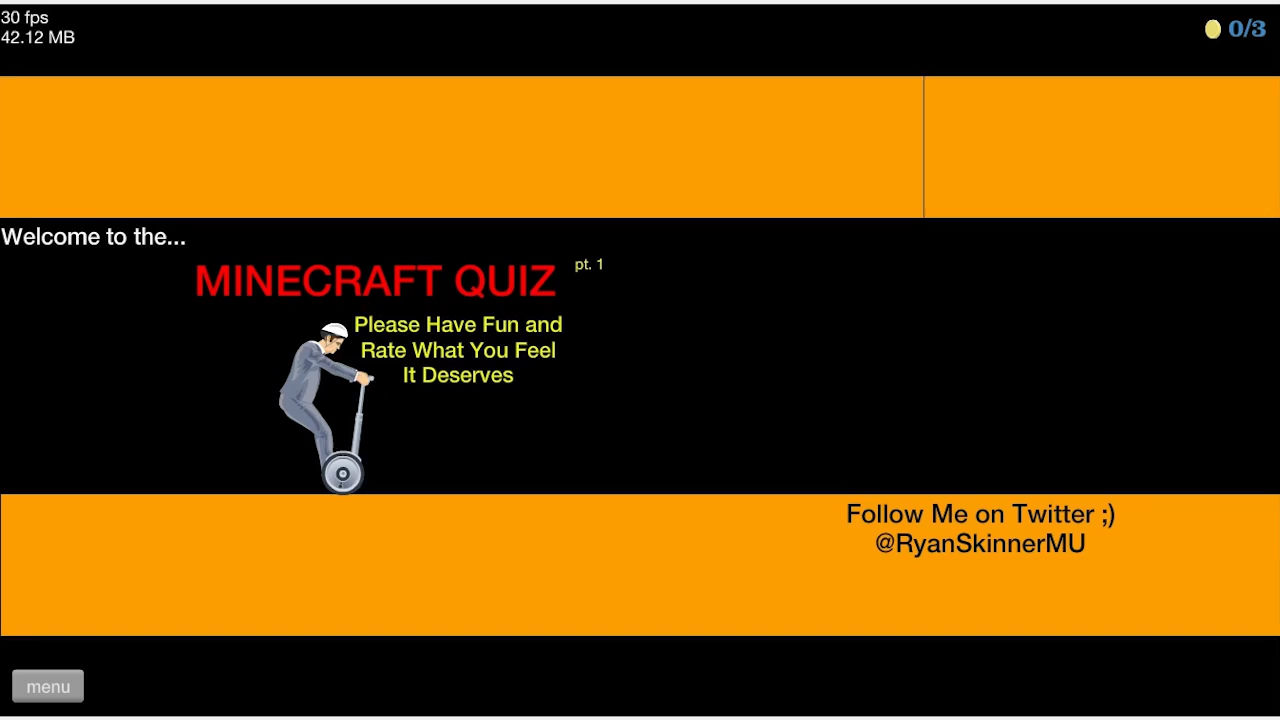 30 fps
42.12 MB
0/3
Welcome to the...
MINECRAFT QUIZ
pt. 1
Please Have Fun and
Rate What You Feel
It Deserves
Follow Me on Twitter ;)
@RyanSkinnerMU
menu